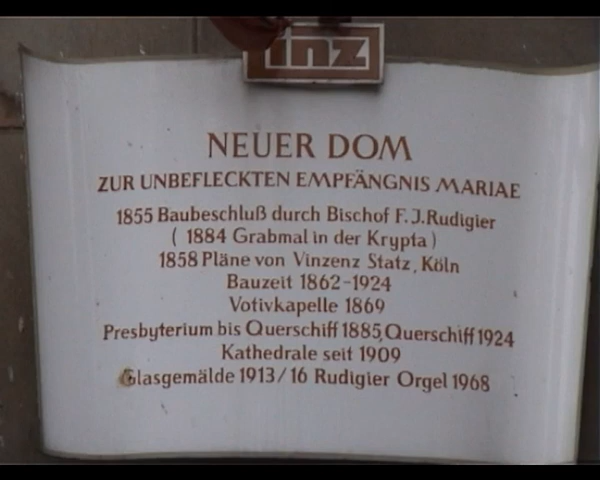 Linz
NEUER DOM
ZUR UNBEFLECKTEN EMPFÄNGNIS MARIAE
1855 Baubeschluß durch Bischof F.J.Rudigier
( 1884 Grabmal in der Krypta )
1858 Pläne von Vinzenz Statz, Köln
Bauzeit 1862-1924
Votivkapelle 1869
Presbyterium bis Querschiff 1885, Querschiff 1924
Kathedrale seit 1909
Glasgemälde 1913/16 Rudigier Orgel 1968